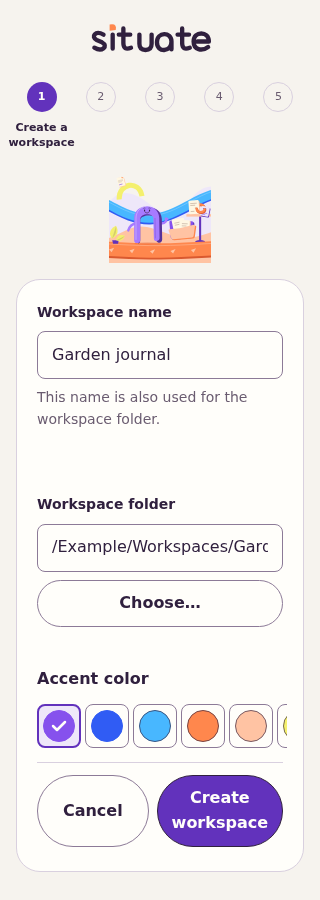 situate
1
2
3
4
5
Create a
workspace
Workspace name
Garden journal
This name is also used for the
workspace folder.
Workspace folder
/Example/Workspaces/Gard
Choose…
Accent color
Cancel
Create
workspace